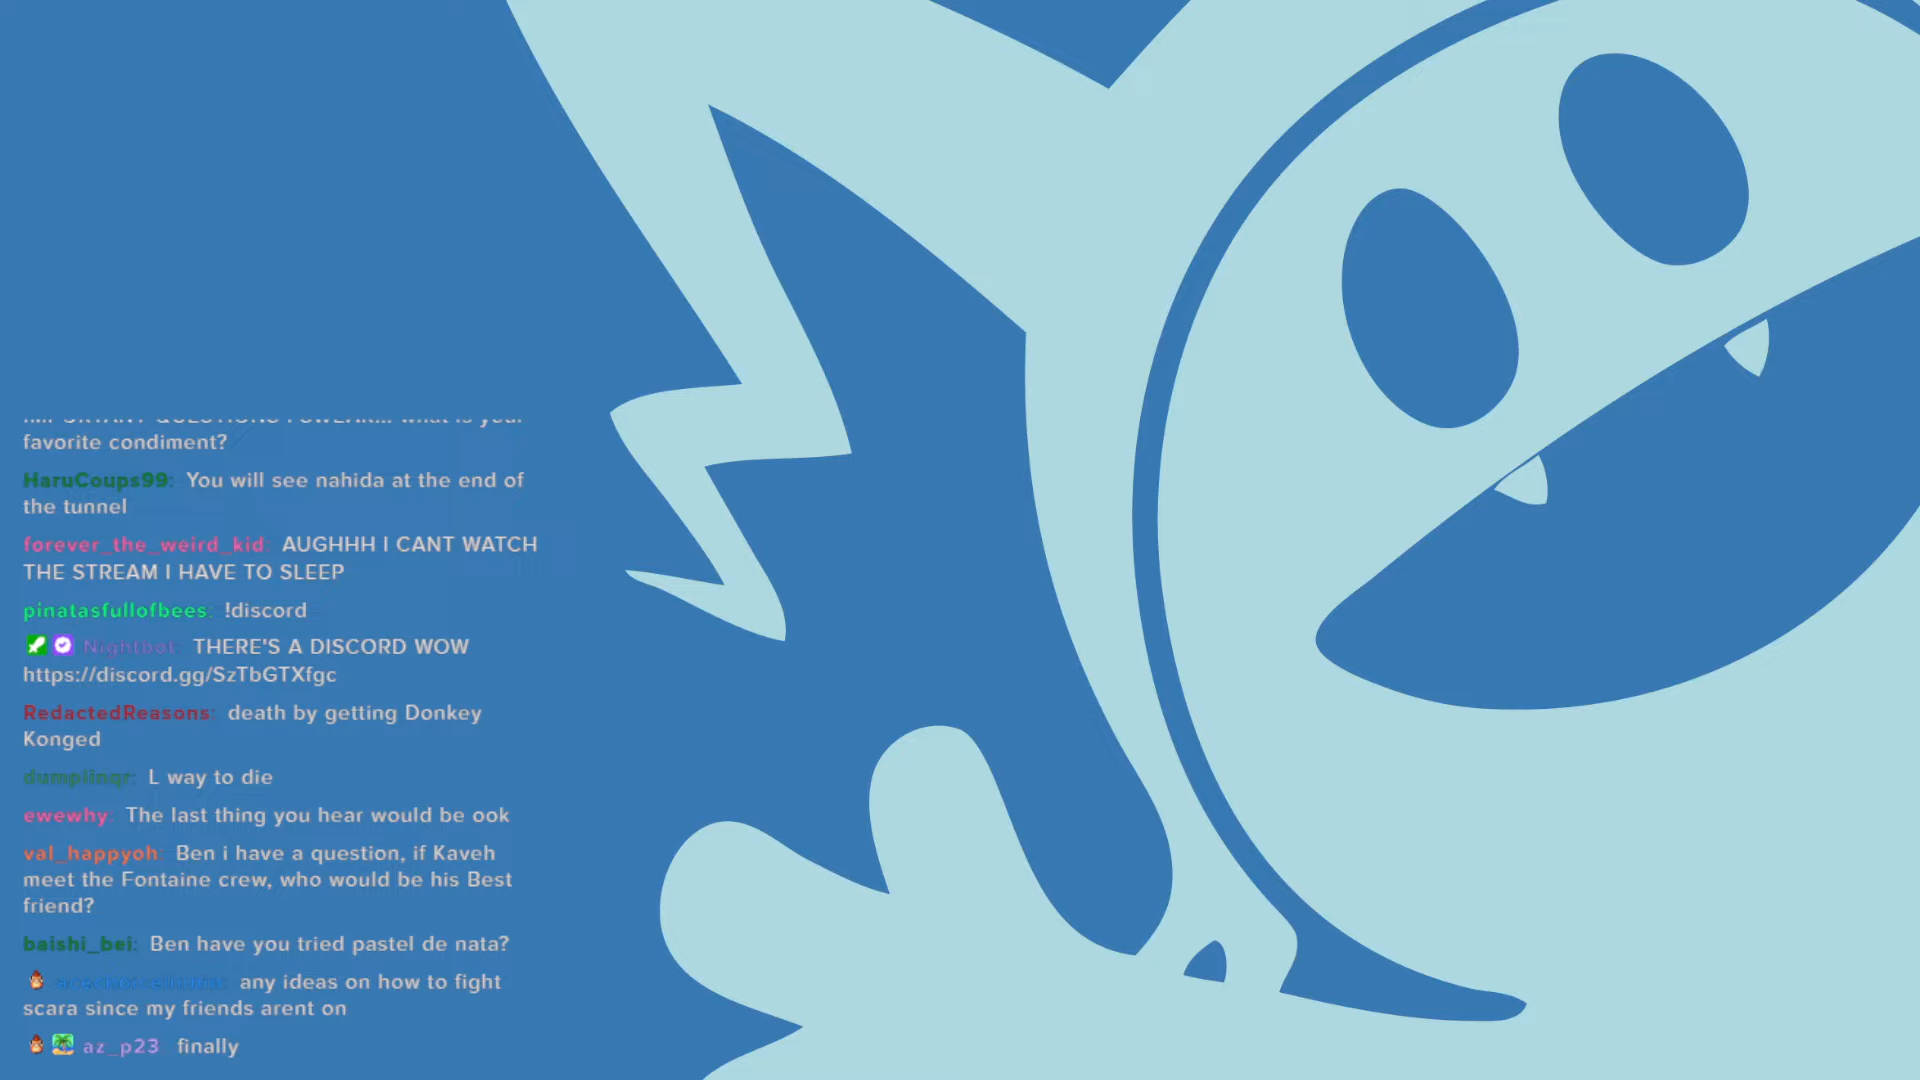 favorite condiment?
HaruCoups99: You will see nahida at the end of
the tunnel
forever_the_weird_kid: AUGHHH I CANT WATCH
THE STREAM I HAVE TO SLEEP
pinatasfullofbees: !discord
Nightbot: THERE'S A DISCORD WOW
https://discord.gg/SzTbGTXfgc
RedactedReasons: death by getting Donkey
Konged
dumplinqr: L way to die
ewewhy: The last thing you hear would be ook
val_happyoh: Ben i have a question, if Kaveh
meet the Fontaine crew, who would be his Best
friend?
baishi_bei: Ben have you tried pastel de nata?
any ideas on how to fight
scara since my friends arent on
az_p23: finally